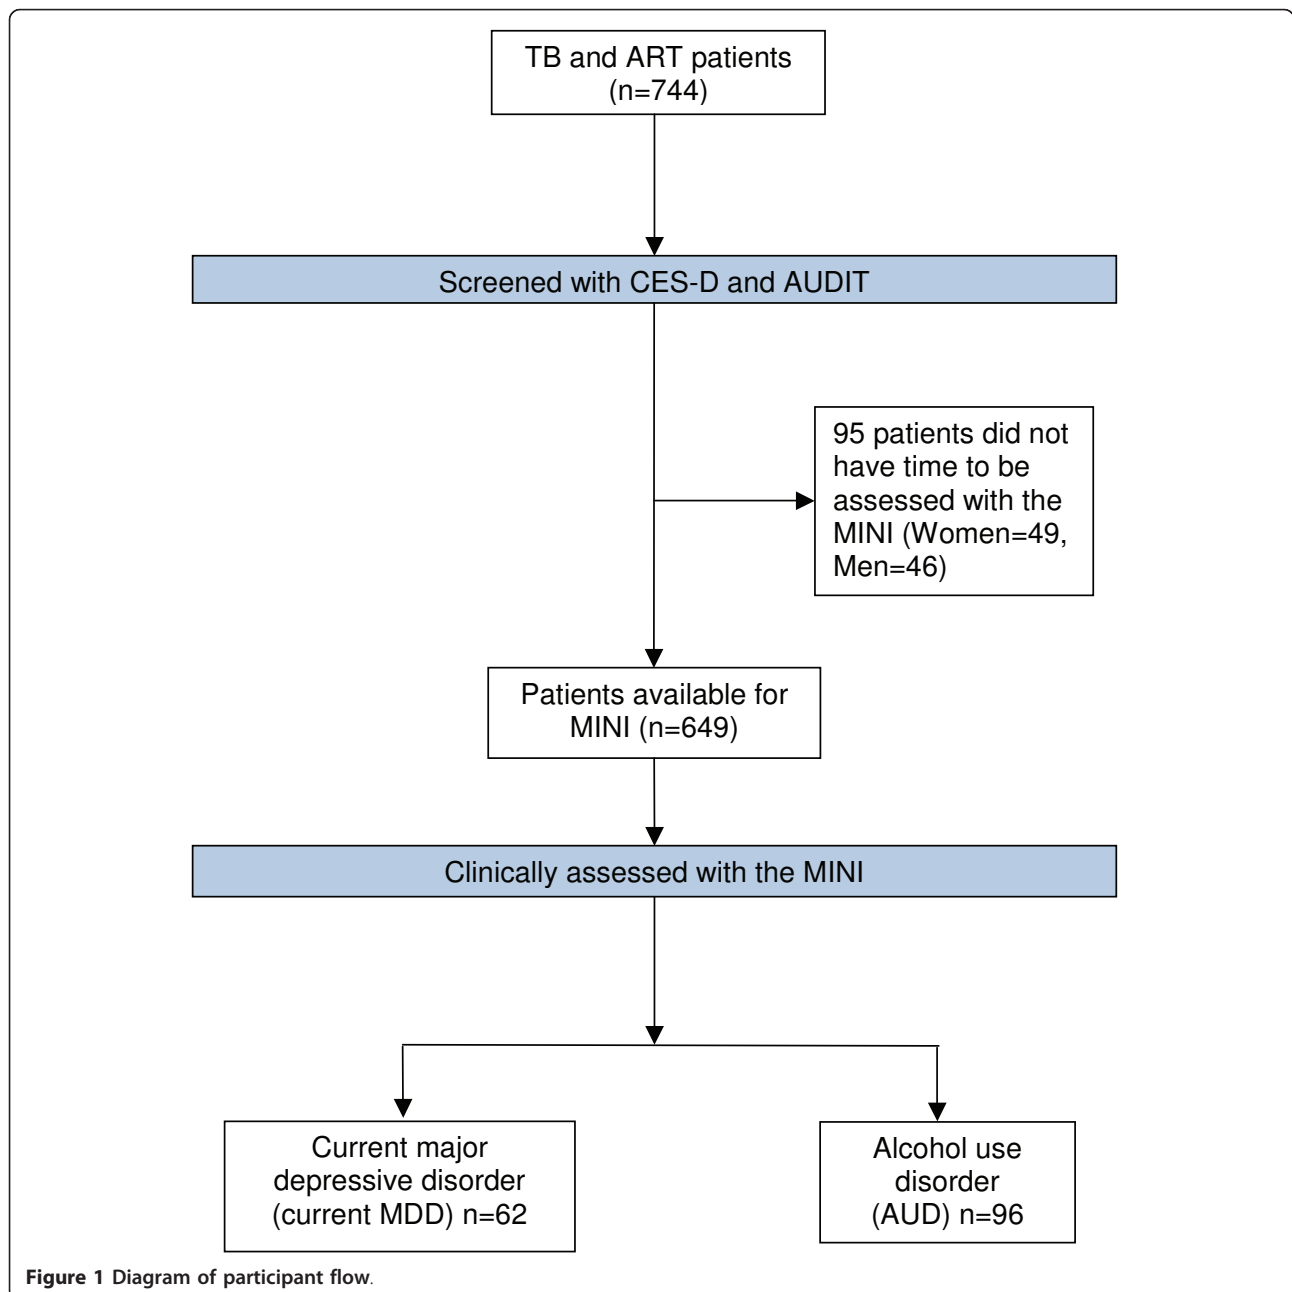 TB and ART patients
(n=744)
Screened with CES-D and AUDIT
95 patients did not
have time to be
assessed with the
MINI (Women=49,
Men=46)
Patients available for
MINI (n=649)
Clinically assessed with the MINI
Current major
depressive disorder
(current MDD) n=62
Alcohol use
disorder
(AUD) n=96
Figure 1 Diagram of participant flow.